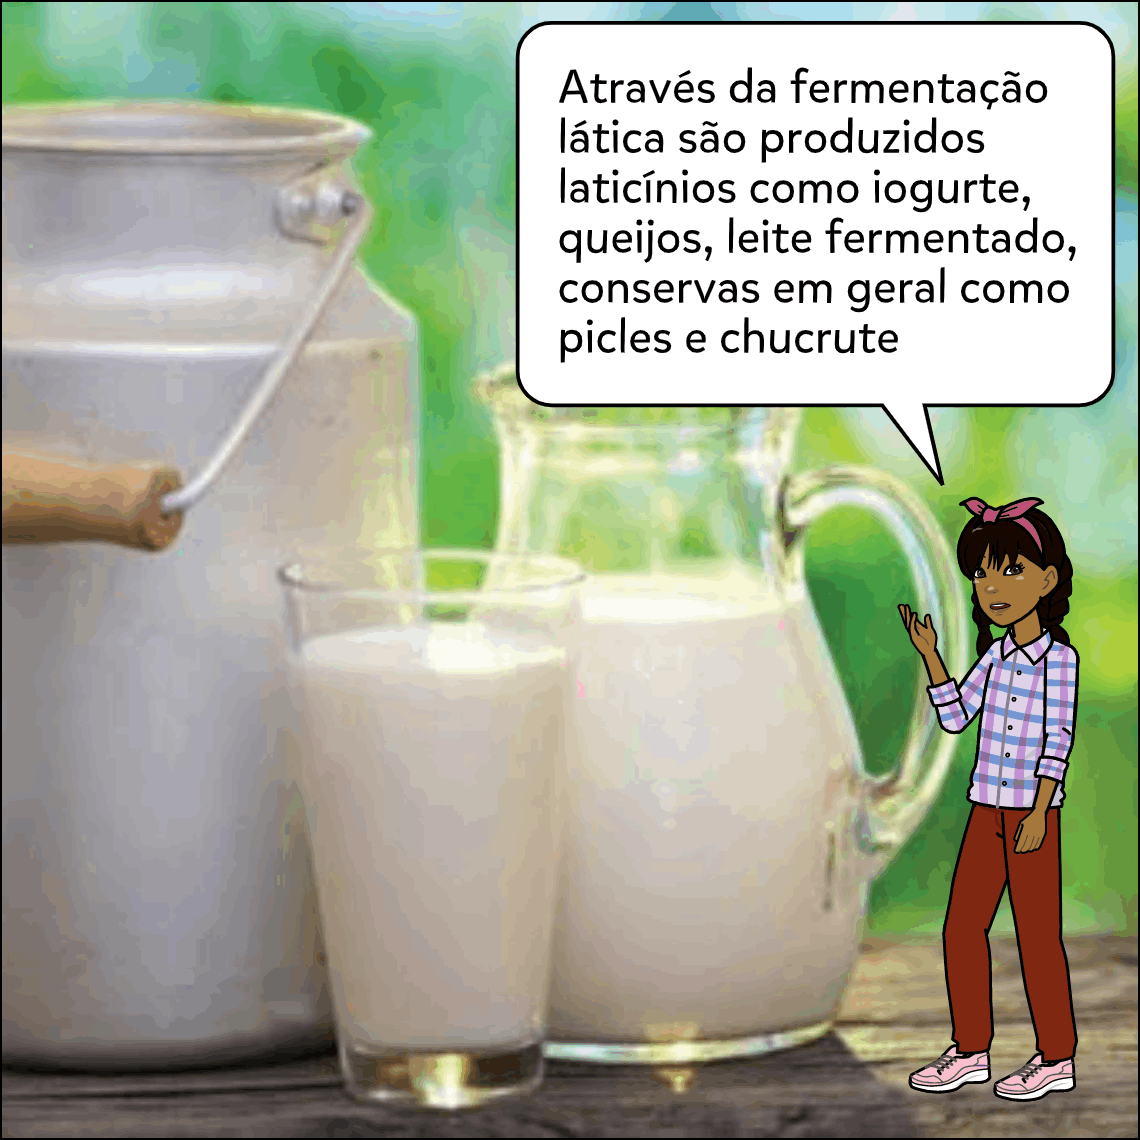 Através da fermentação
lática são produzidos
laticínios como iogurte,
queijos, leite fermentado,
conservas em geral como
picles e chucrute